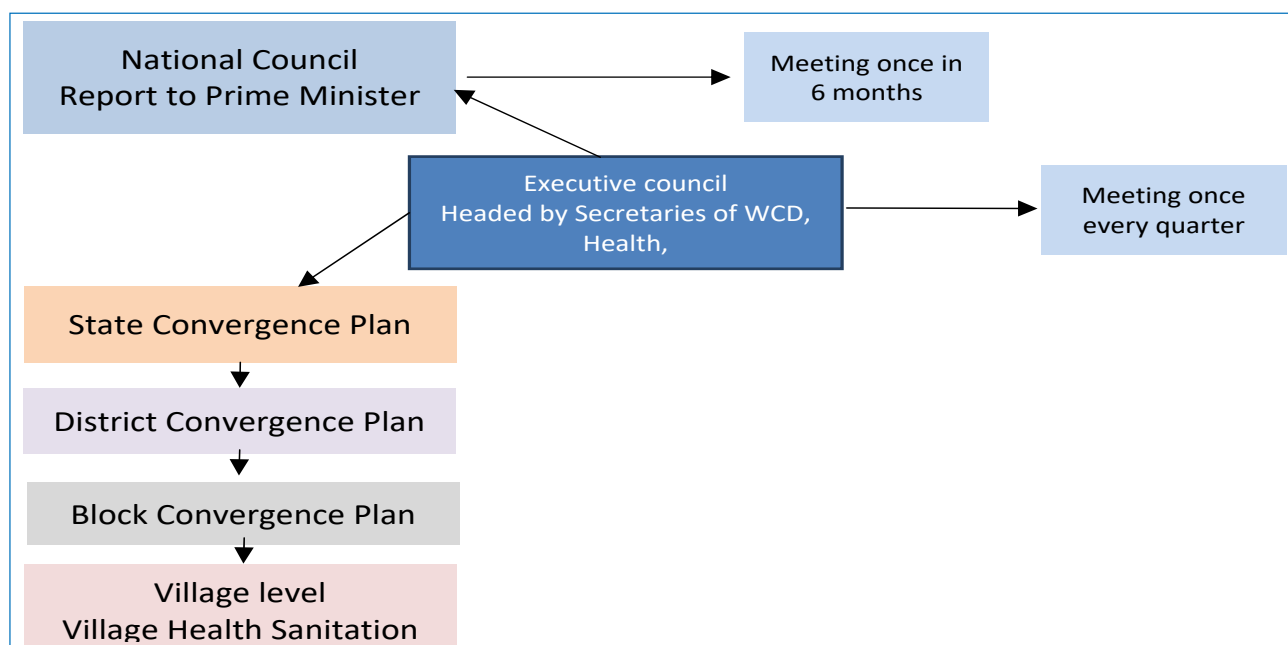 National Council
Report to Prime Minister
Meeting once in
6 months
Executive council
Headed by Secretaries of WCD,
Health,
Meeting once
every quarter
State Convergence Plan
District Convergence Plan
Block Convergence Plan
Village level
Village Health Sanitation